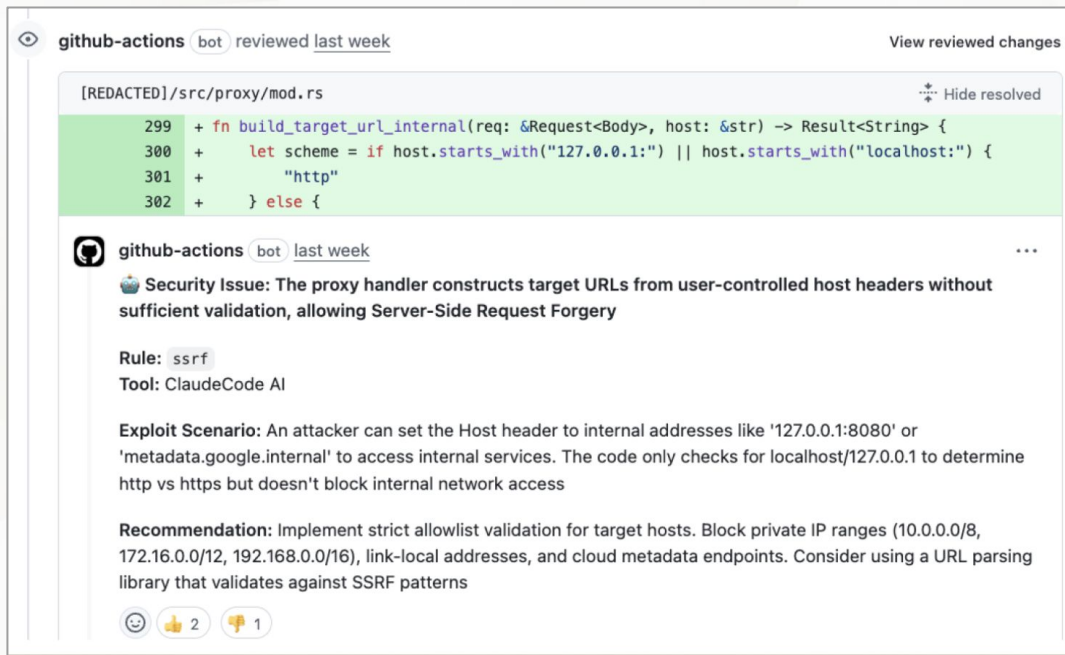 github-actions bot reviewed last week
View reviewed changes
[REDACTED]/src/proxy/mod.rs
Hide resolved
299 + fn build_target_url_internal(req: &Request<Body>, host: &str) -> Result<String> {
300 +     let scheme = if host.starts_with("127.0.0.1:") || host.starts_with("localhost:") {
301 +         "http"
302 +     } else {
github-actions bot last week
🤖 Security Issue: The proxy handler constructs target URLs from user-controlled host headers without
sufficient validation, allowing Server-Side Request Forgery
Rule: ssrf
Tool: ClaudeCode AI
Exploit Scenario: An attacker can set the Host header to internal addresses like '127.0.0.1:8080' or
'metadata.google.internal' to access internal services. The code only checks for localhost/127.0.0.1 to determine
http vs https but doesn't block internal network access
Recommendation: Implement strict allowlist validation for target hosts. Block private IP ranges (10.0.0.0/8,
172.16.0.0/12, 192.168.0.0/16), link-local addresses, and cloud metadata endpoints. Consider using a URL parsing
library that validates against SSRF patterns
👍 2 👎 1